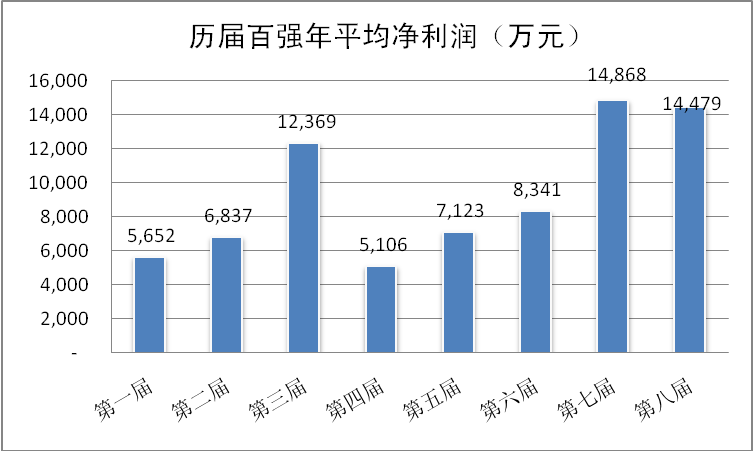 历届百强年平均净利润（万元）
16,000
14,000
12,000
10,000
8,000
6,000
4,000
2,000
-
5,652
6,837
12,369
5,106
7,123
8,341
14,868
14,479
第一届
第二届
第三届
第四届
第五届
第六届
第七届
第八届